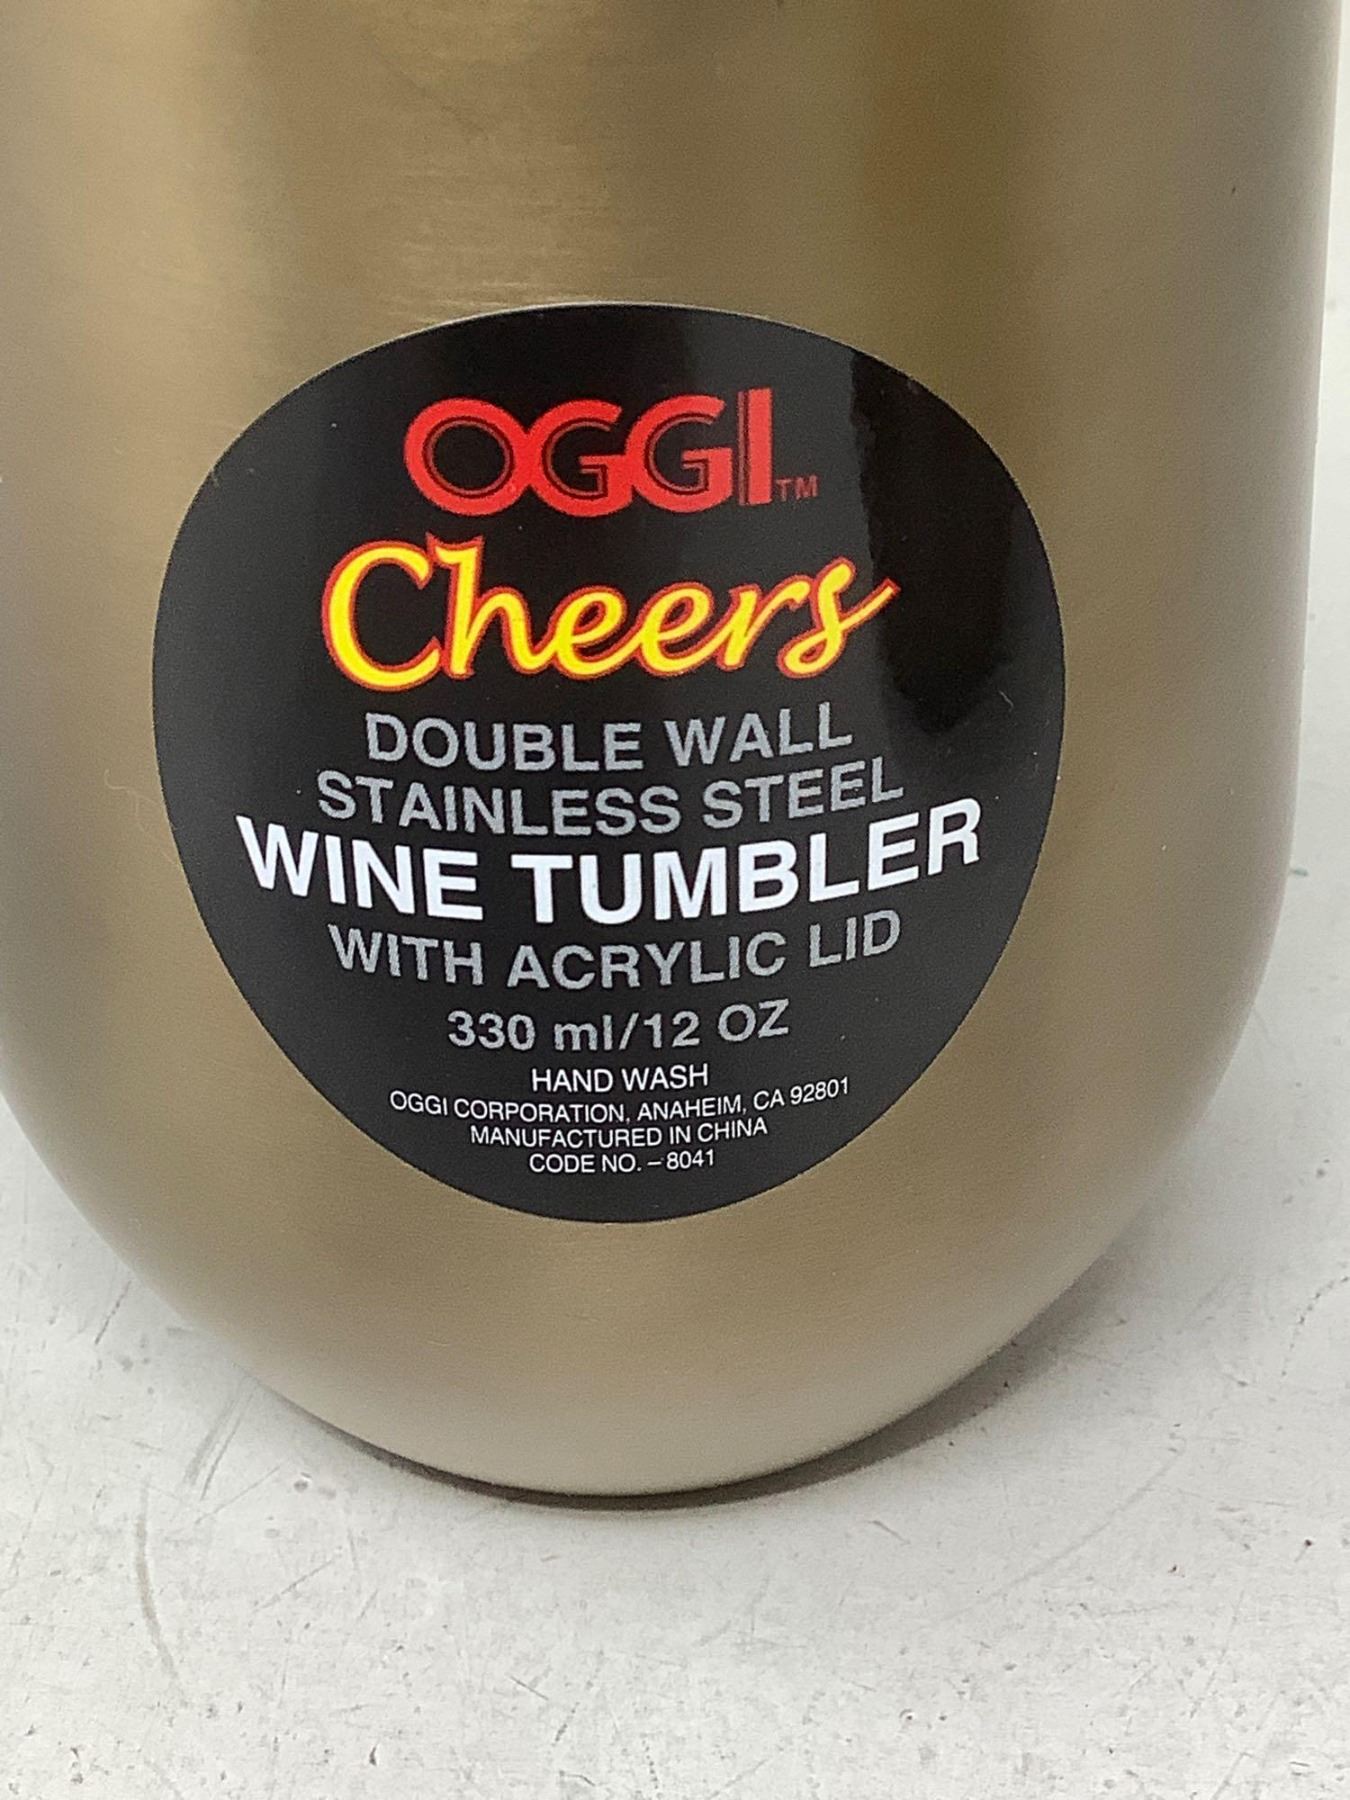 OGGI™
Cheers
DOUBLE WALL
STAINLESS STEEL
WINE TUMBLER
WITH ACRYLIC LID
330 ml/12 OZ
HAND WASH
OGGI CORPORATION, ANAHEIM, CA 92801
MANUFACTURED IN CHINA
CODE NO. – 8041